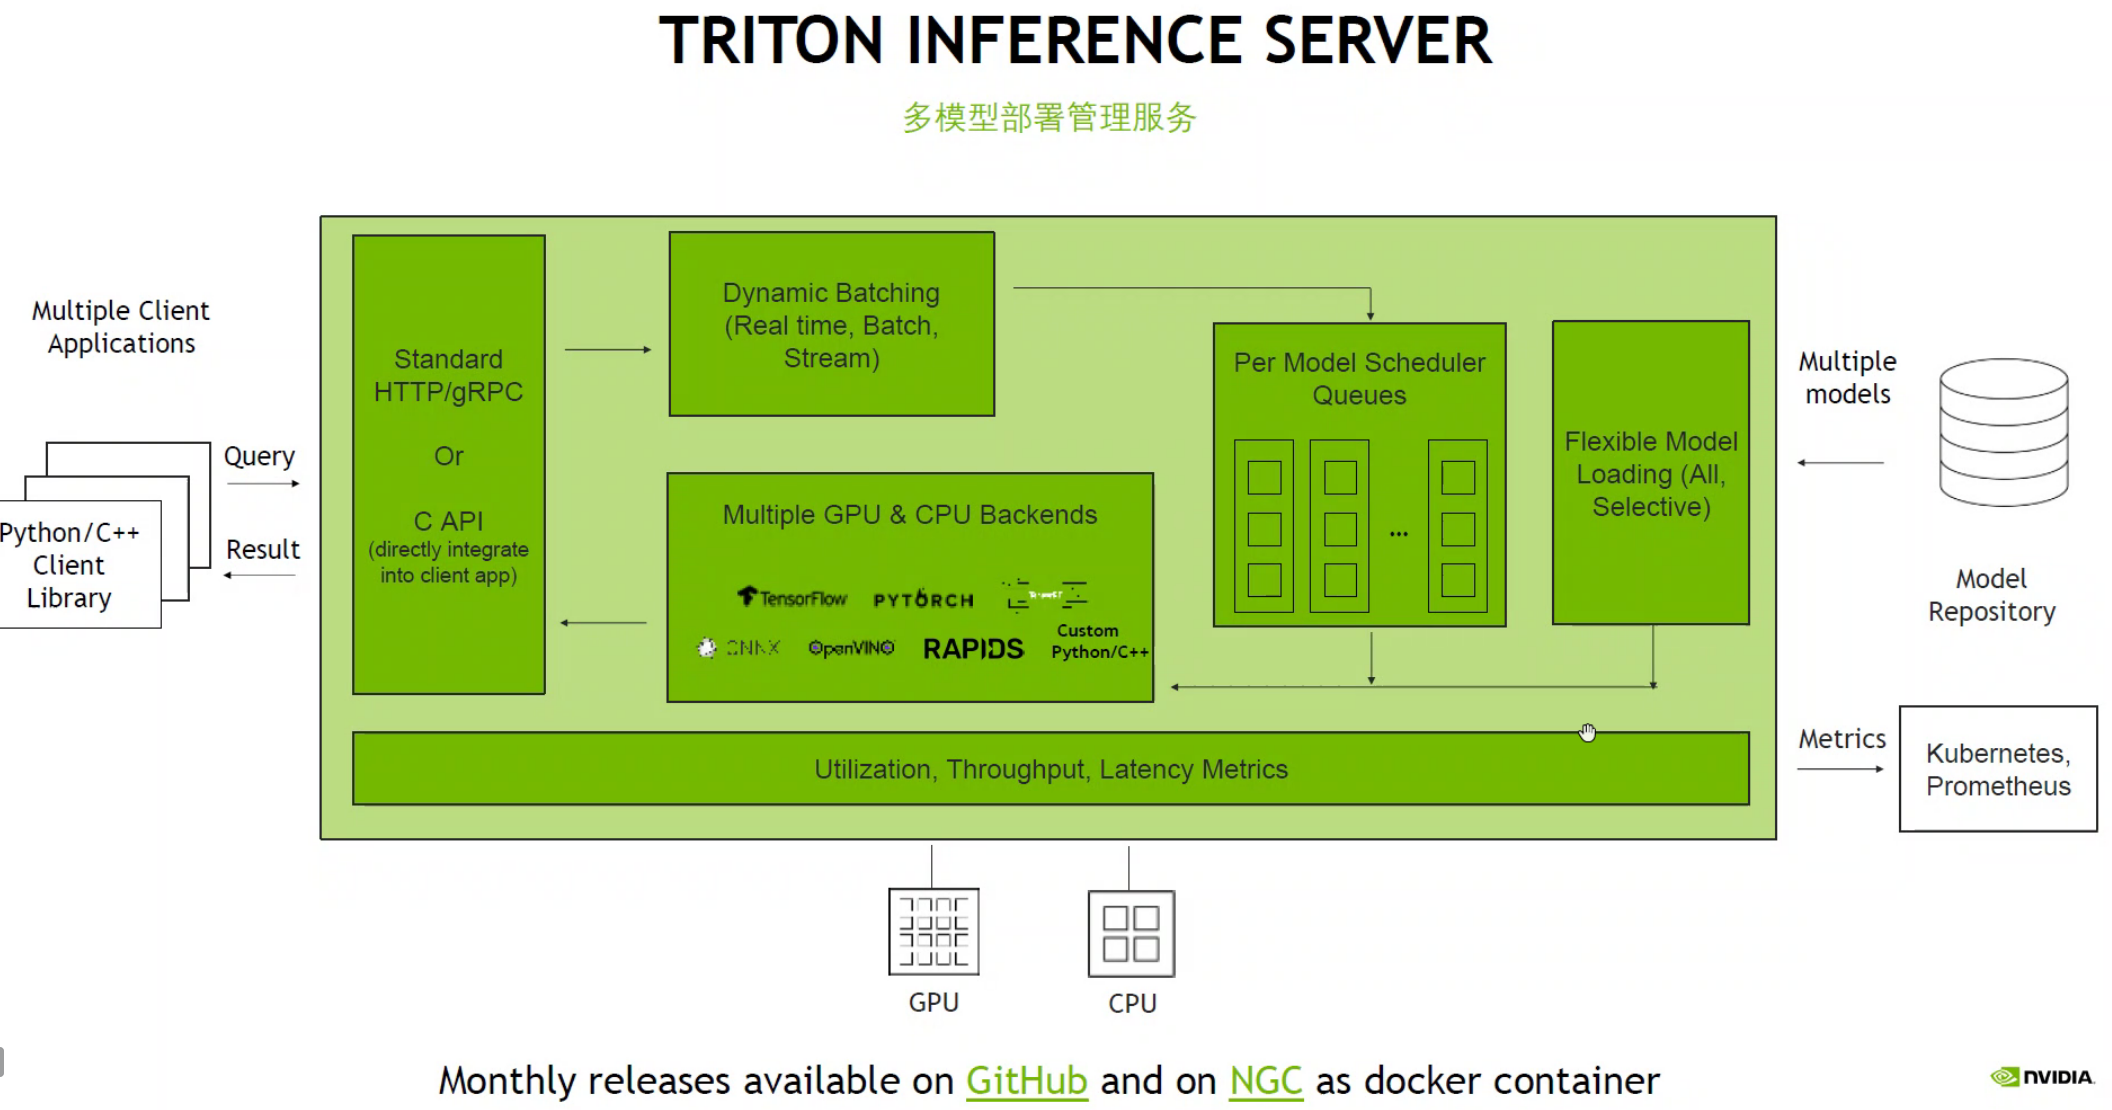 TRITON INFERENCE SERVER
多模型部署管理服务
Multiple Client
Applications
Python/C++
Client
Library
Query
Result
Standard
HTTP/gRPC
Or
C API
(directly integrate
into client app)
Dynamic Batching
(Real time, Batch,
Stream)
Multiple GPU & CPU Backends
TensorFlow
PYTORCH
ONNX
OpenVINO
RAPIDS
Custom
Python/C++
Per Model Scheduler
Queues
...
Flexible Model
Loading (All,
Selective)
Multiple
models
Model
Repository
Utilization, Throughput, Latency Metrics
Metrics
Kubernetes,
Prometheus
GPU
CPU
Monthly releases available on GitHub and on NGC as docker container
NVIDIA.